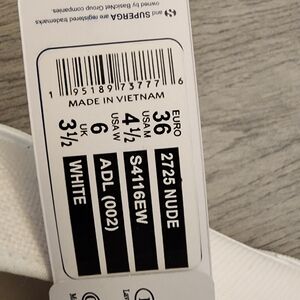 and SUPERGA are registered trademarks
owned by BasicNet Group companies.
1 95189 73777 6
MADE IN VIETNAM
EURO
36
USA M
4 1/2
USA W
6
UK
3 1/2
2725 NUDE
S4116EW
ADL (002)
WHITE